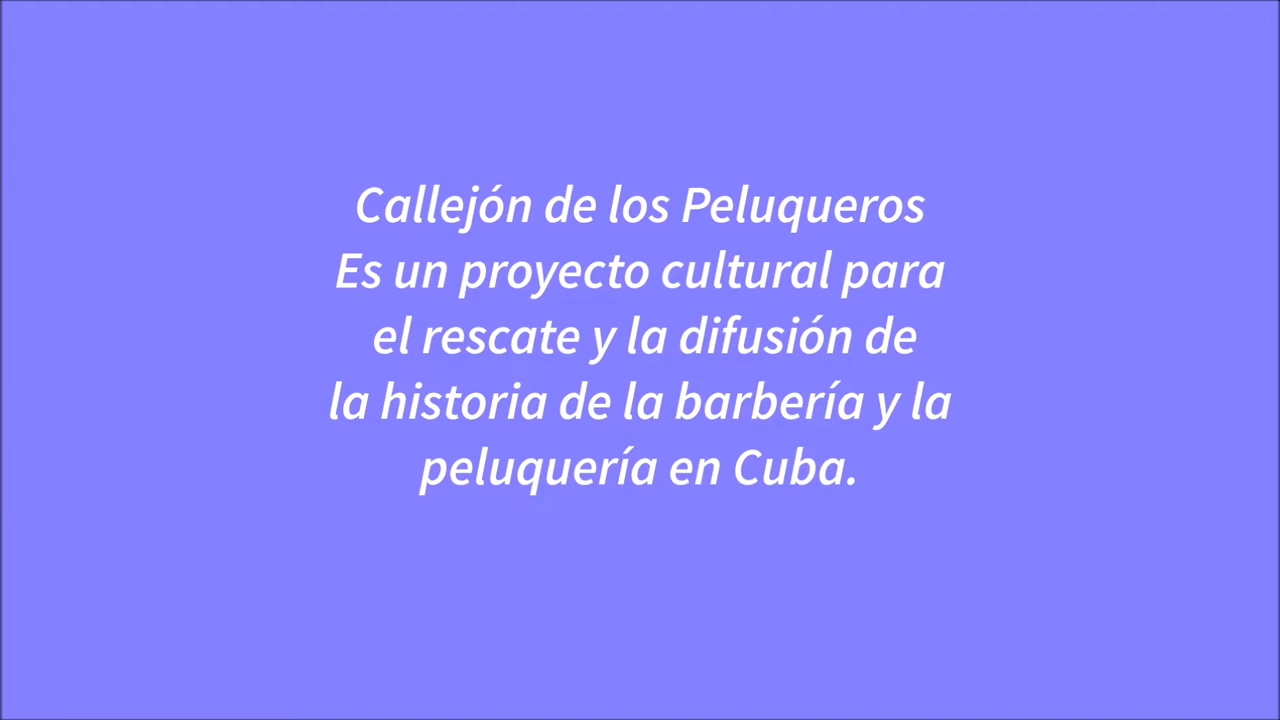 Callejón de los Peluqueros
Es un proyecto cultural para
el rescate y la difusión de
la historia de la barbería y la
peluquería en Cuba.